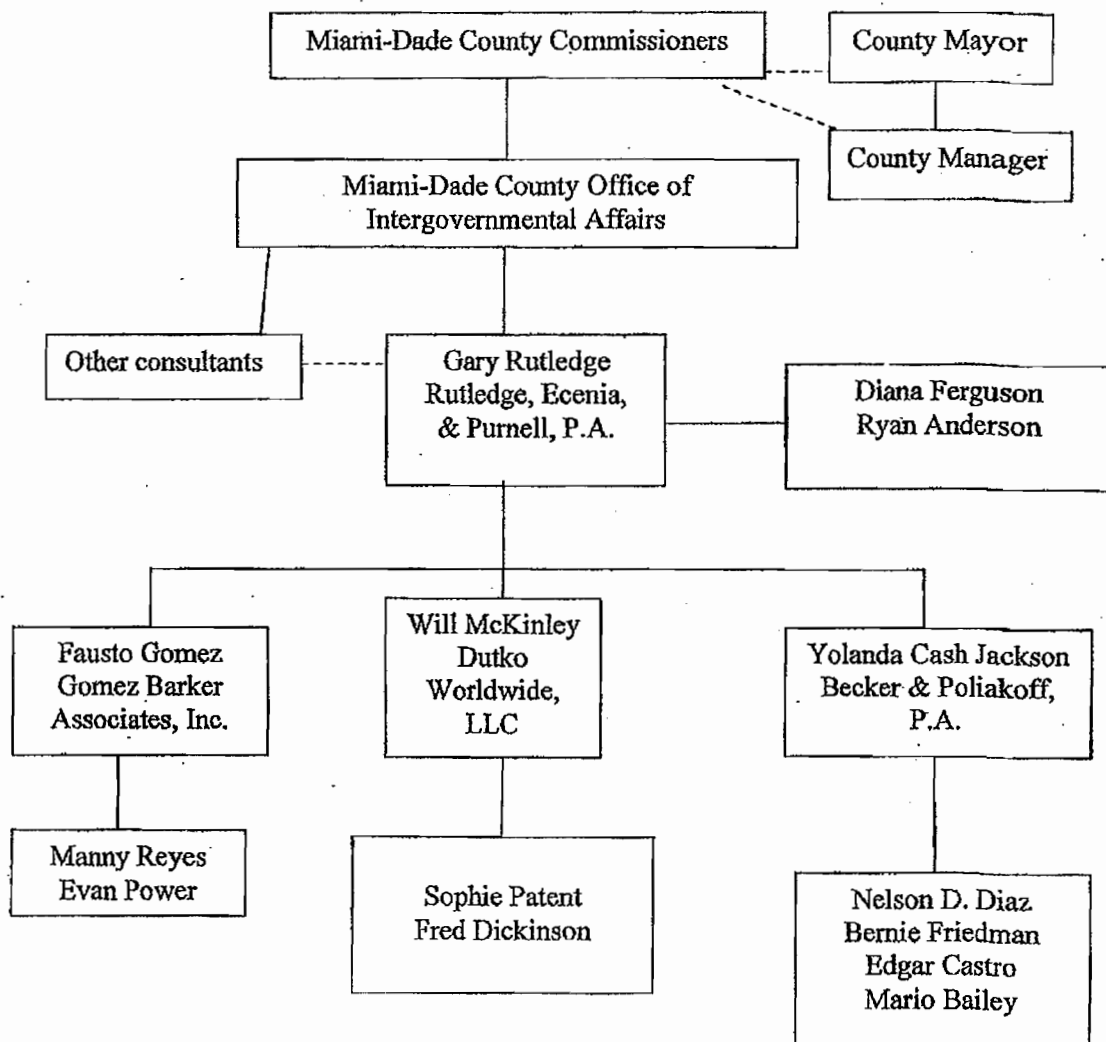 Miami-Dade County Commissioners
County Mayor
County Manager
Miami-Dade County Office of
Intergovernmental Affairs
Other consultants
Gary Rutledge
Rutledge, Ecenia,
& Purnell, P.A.
Diana Ferguson
Ryan Anderson
Fausto Gomez
Gomez Barker
Associates, Inc.
Will McKinley
Dutko
Worldwide,
LLC
Yolanda Cash Jackson
Becker & Poliakoff,
P.A.
Manny Reyes
Evan Power
Sophie Patent
Fred Dickinson
Nelson D. Diaz
Bernie Friedman
Edgar Castro
Mario Bailey